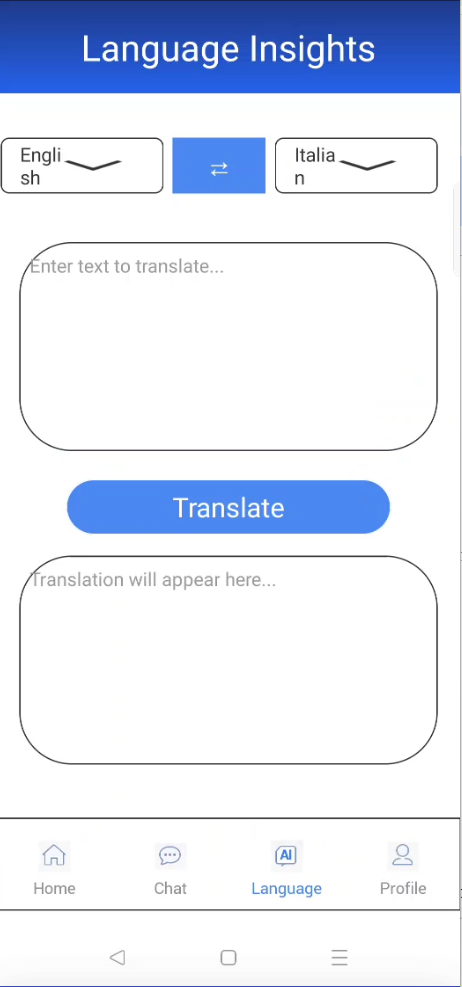 Language Insights
Engli
sh
⇄
Italia
n
Enter text to translate...
Translate
Translation will appear here...
AI
Home
Chat
Language
Profile